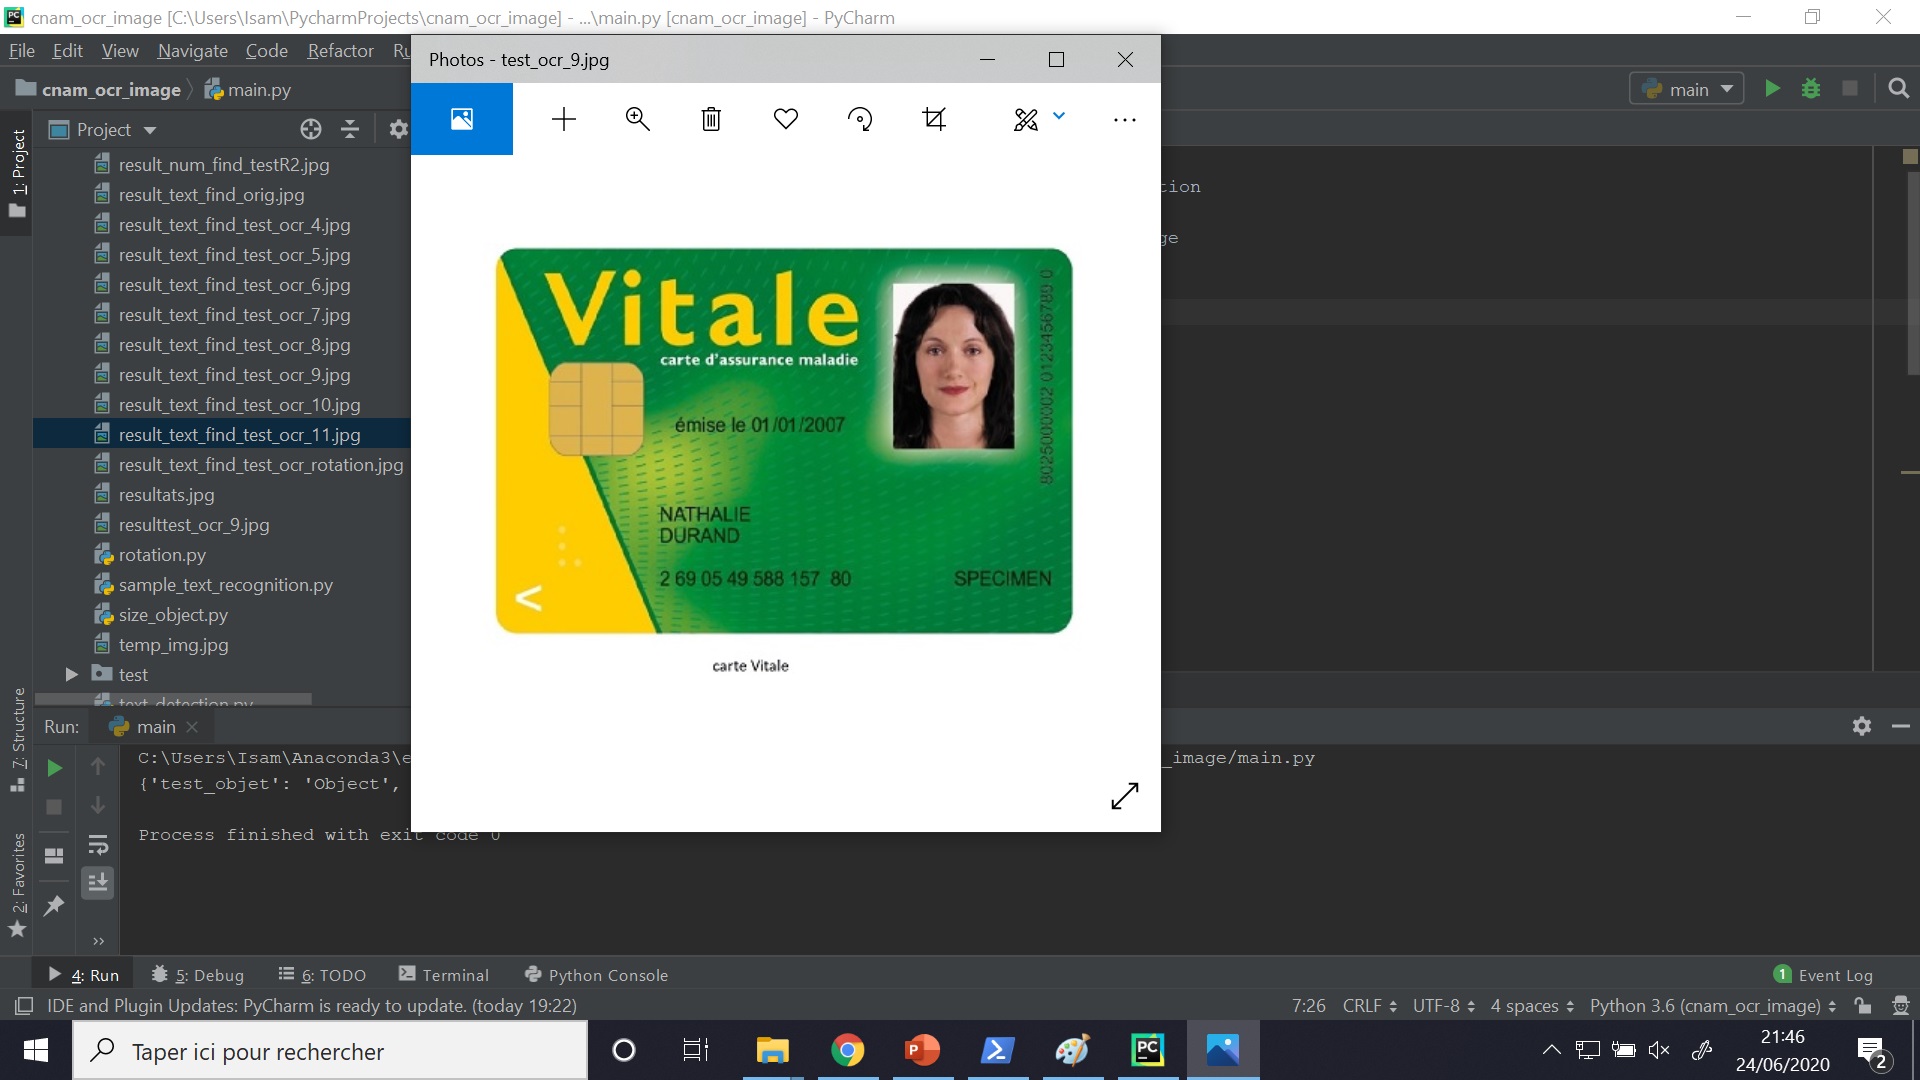 cnam_ocr_image [C:\Users\Isam\PycharmProjects\cnam_ocr_image] - ...\main.py [cnam_ocr_image] - PyCharm
File Edit View Navigate Code Refactor
cnam_ocr_image main.py
main
Photos - test_ocr_9.jpg
1: Project
Project
result_num_find_testR2.jpg
result_text_find_orig.jpg
result_text_find_test_ocr_4.jpg
result_text_find_test_ocr_5.jpg
result_text_find_test_ocr_6.jpg
result_text_find_test_ocr_7.jpg
result_text_find_test_ocr_8.jpg
result_text_find_test_ocr_9.jpg
result_text_find_test_ocr_10.jpg
result_text_find_test_ocr_11.jpg
result_text_find_test_ocr_rotation.jpg
resultats.jpg
resulttest_ocr_9.jpg
rotation.py
sample_text_recognition.py
size_object.py
temp_img.jpg
test
text_detection.py
Vitale
carte d'assurance maladie
émise le 01/01/2007
8025000002 0123456789 0
NATHALIE
DURAND
2 69 05 49 588 157 80 SPECIMEN
<
carte Vitale
7: Structure
2: Favorites
Run: main
C:\Users\Isam\Anaconda3\e
_image/main.py
{'test_objet': 'Object',
Process finished with exit code 0
4: Run 5: Debug 6: TODO Terminal Python Console 1 Event Log
IDE and Plugin Updates: PyCharm is ready to update. (today 19:22) 7:26 CRLF UTF-8 4 spaces Python 3.6 (cnam_ocr_image)
Taper ici pour rechercher
21:46
24/06/2020
2